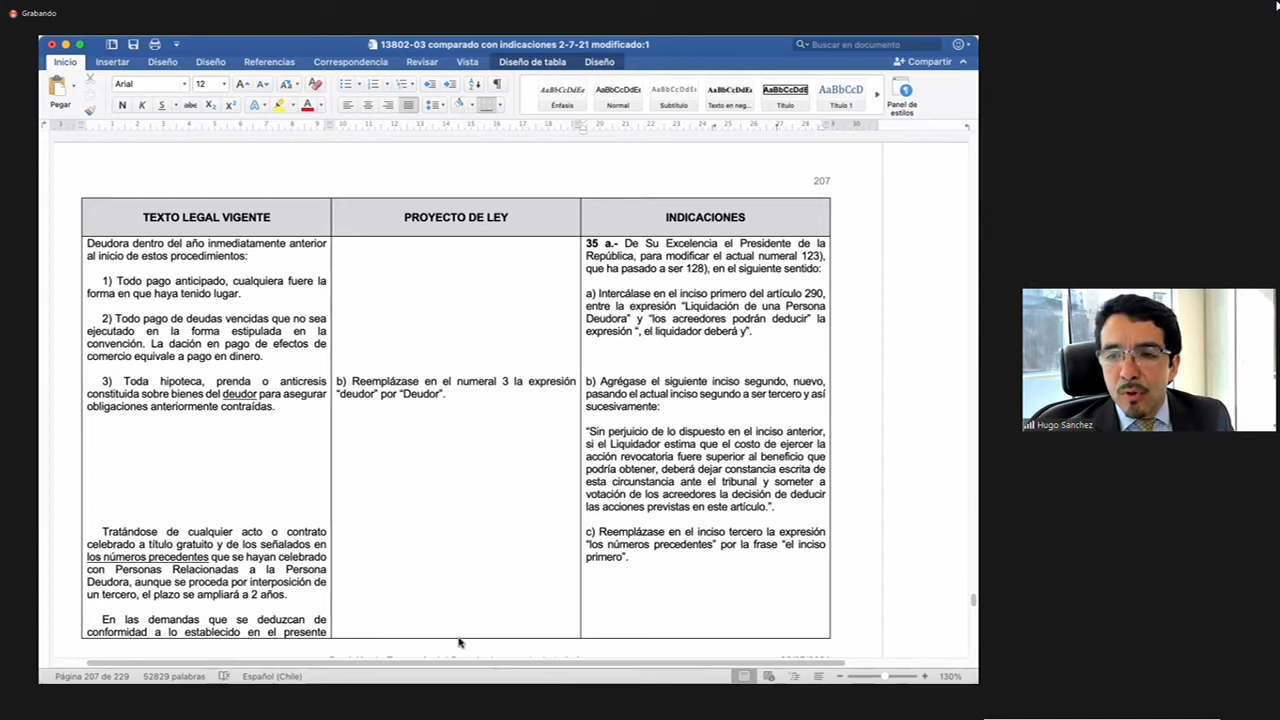 Grabando
13802-03 comparado con indicaciones 2-7-21 modificado:1
Buscar en documento
Inicio
Insertar
Diseño
Diseño
Referencias
Correspondencia
Revisar
Vista
Diseño de tabla
Diseño
Compartir
Pegar
Arial
12
N K S abc X₂ X²
AaBbCcDdEe
Énfasis
AaBbCcDdE
Normal
AaBbCcDdE
Subtítulo
AaBbCcDdE
Texto en neg...
AaBbCcDdE
Título
AaBbCcD
Título 1
Panel de
estilos
207
TEXTO LEGAL VIGENTE
Deudora dentro del año inmediatamente anterior
al inicio de estos procedimientos:
1) Todo pago anticipado, cualquiera fuere la
forma en que haya tenido lugar.
2) Todo pago de deudas vencidas que no sea
ejecutado en la forma estipulada en la
convención. La dación en pago de efectos de
comercio equivale a pago en dinero.
3) Toda hipoteca, prenda o anticresis
constituida sobre bienes del deudor para asegurar
obligaciones anteriormente contraídas.
Tratándose de cualquier acto o contrato
celebrado a título gratuito y de los señalados en
los números precedentes que se hayan celebrado
con Personas Relacionadas a la Persona
Deudora, aunque se proceda por interposición de
un tercero, el plazo se ampliará a 2 años.
En las demandas que se deduzcan de
conformidad a lo establecido en el presente
PROYECTO DE LEY
b) Reemplázase en el numeral 3 la expresión
“deudor” por “Deudor”.
INDICACIONES
35 a.- De Su Excelencia el Presidente de la
República, para modificar el actual numeral 123),
que ha pasado a ser 128), en el siguiente sentido:
a) Intercálase en el inciso primero del artículo 290,
entre la expresión “Liquidación de una Persona
Deudora” y “los acreedores podrán deducir” la
expresión “, el liquidador deberá y”.
b) Agrégase el siguiente inciso segundo, nuevo,
pasando el actual inciso segundo a ser tercero y así
sucesivamente:
“Sin perjuicio de lo dispuesto en el inciso anterior,
si el Liquidador estima que el costo de ejercer la
acción revocatoria fuere superior al beneficio que
podría obtener, deberá dejar constancia escrita de
esta circunstancia ante el tribunal y someter a
votación de los acreedores la decisión de deducir
las acciones previstas en este artículo.”.
c) Reemplázase en el inciso tercero la expresión
“los números precedentes” por la frase “el inciso
primero”.
Página 207 de 229
52829 palabras
Español (Chile)
130%
Hugo Sánchez